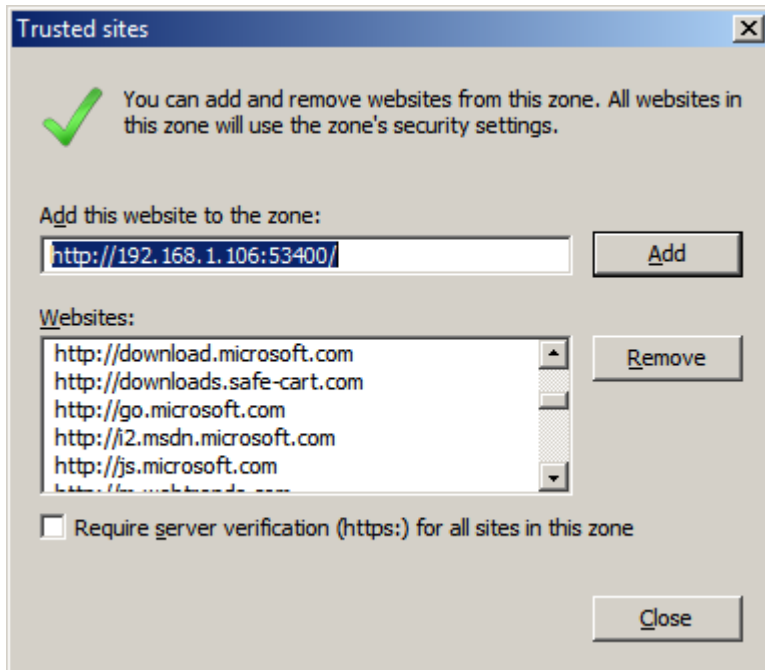 Trusted sites
You can add and remove websites from this zone. All websites in
this zone will use the zone's security settings.
Add this website to the zone:
http://192.168.1.106:53400/
Add
Websites:
http://download.microsoft.com
http://downloads.safe-cart.com
http://go.microsoft.com
http://i2.msdn.microsoft.com
http://js.microsoft.com
Remove
Require server verification (https:) for all sites in this zone
Close